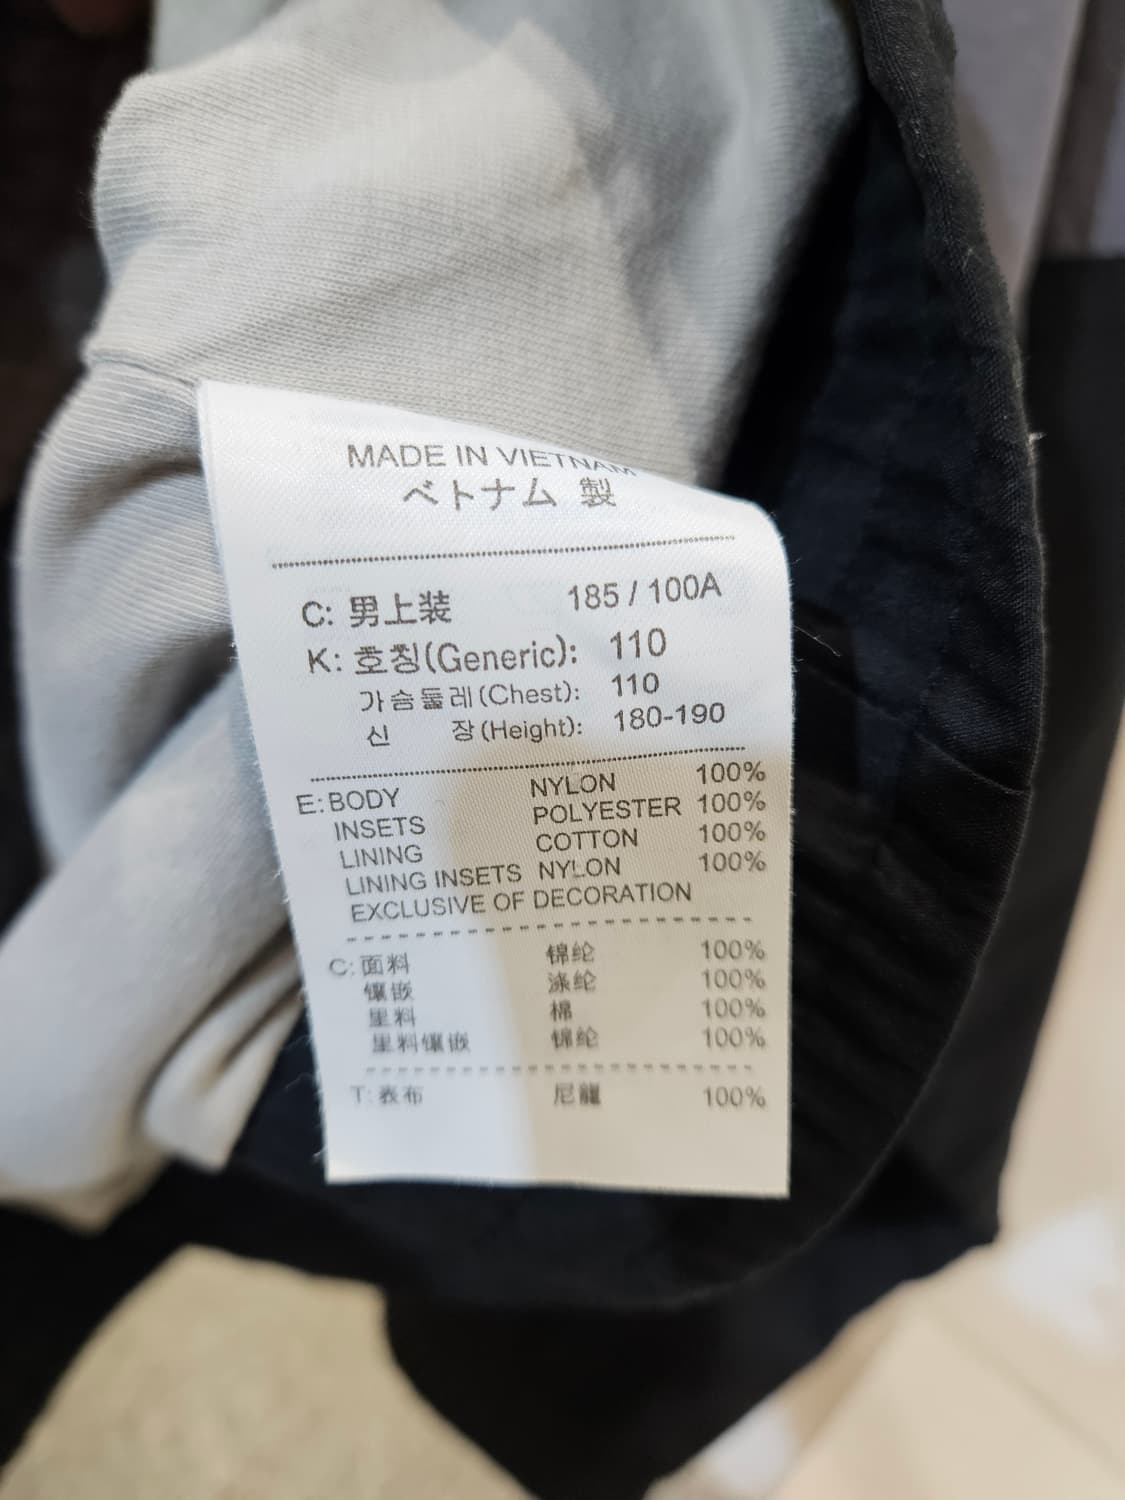 MADE IN VIETNAM
ベトナム 製
C: 男上装 185 / 100A
K: 호칭(Generic): 110
가슴둘레(Chest): 110
신 장(Height): 180-190
E: BODY NYLON 100%
INSETS POLYESTER 100%
LINING COTTON 100%
LINING INSETS NYLON 100%
EXCLUSIVE OF DECORATION
C: 面料 锦纶 100%
镶嵌 涤纶 100%
里料 棉 100%
里料镶嵌 锦纶 100%
T: 表布 尼龍 100%